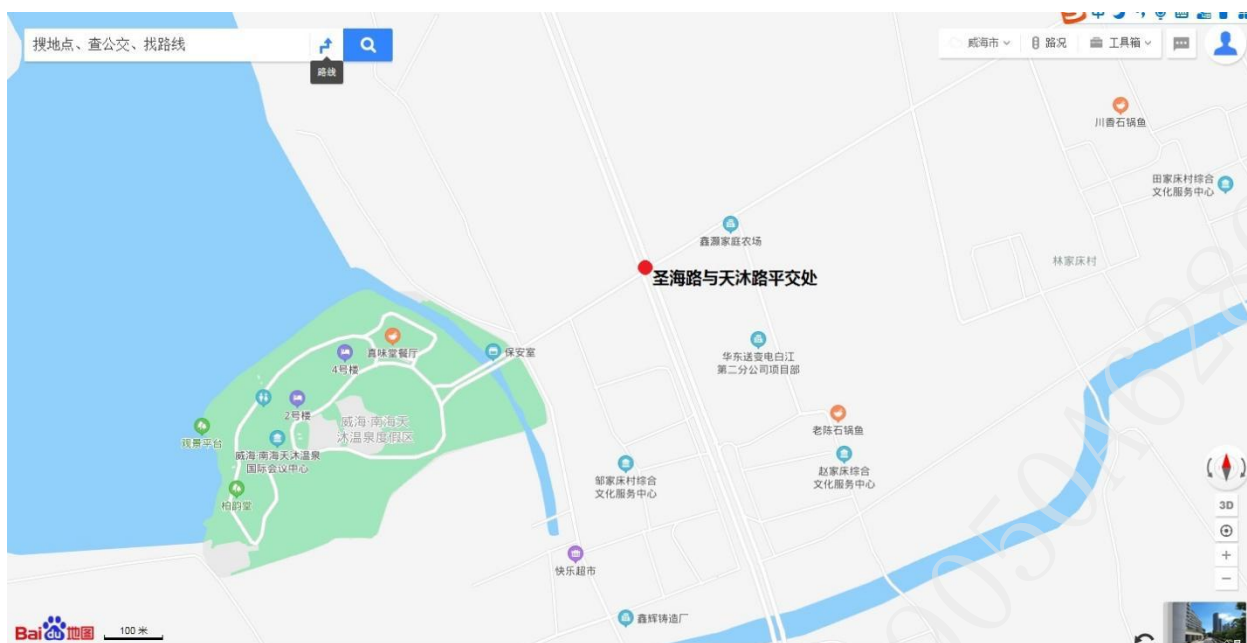 搜地点、查公交、找路线
路线
威海市
路况
工具箱
川香石锅鱼
田家床村综合
文化服务中心
鑫灏家庭农场
林家床村
圣海路与天沐路平交处
真味堂餐厅
4号楼
保安室
华东送变电白江
第二分公司项目部
2号楼
威海·南海天
沐温泉度假区
观景平台
老陈石锅鱼
威海·南海天沐温泉
国际会议中心
赵家床综合
文化服务中心
邹家床村综合
文化服务中心
柏韵堂
3D
快乐超市
鑫辉铸造厂
Bai du 地图
100 米